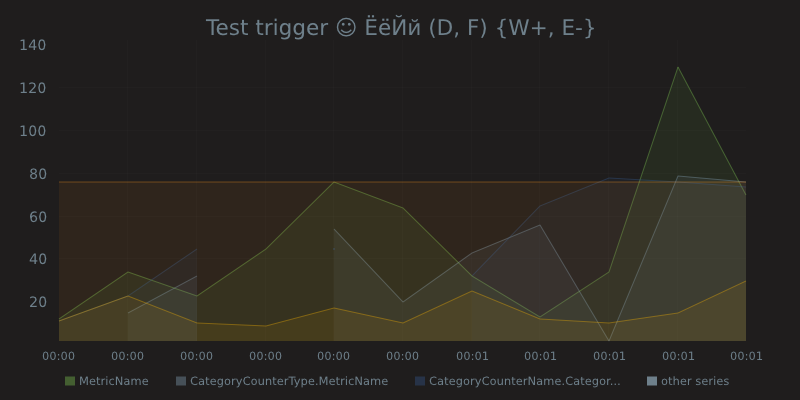 Test trigger ☺ ЁёЙй (D, F) {W+, E-}
140
120
100
80
60
40
20
00:00 00:00 00:00 00:00 00:00 00:00 00:01 00:01 00:01 00:01 00:01
MetricName CategoryCounterType.MetricName CategoryCounterName.Categor... other series